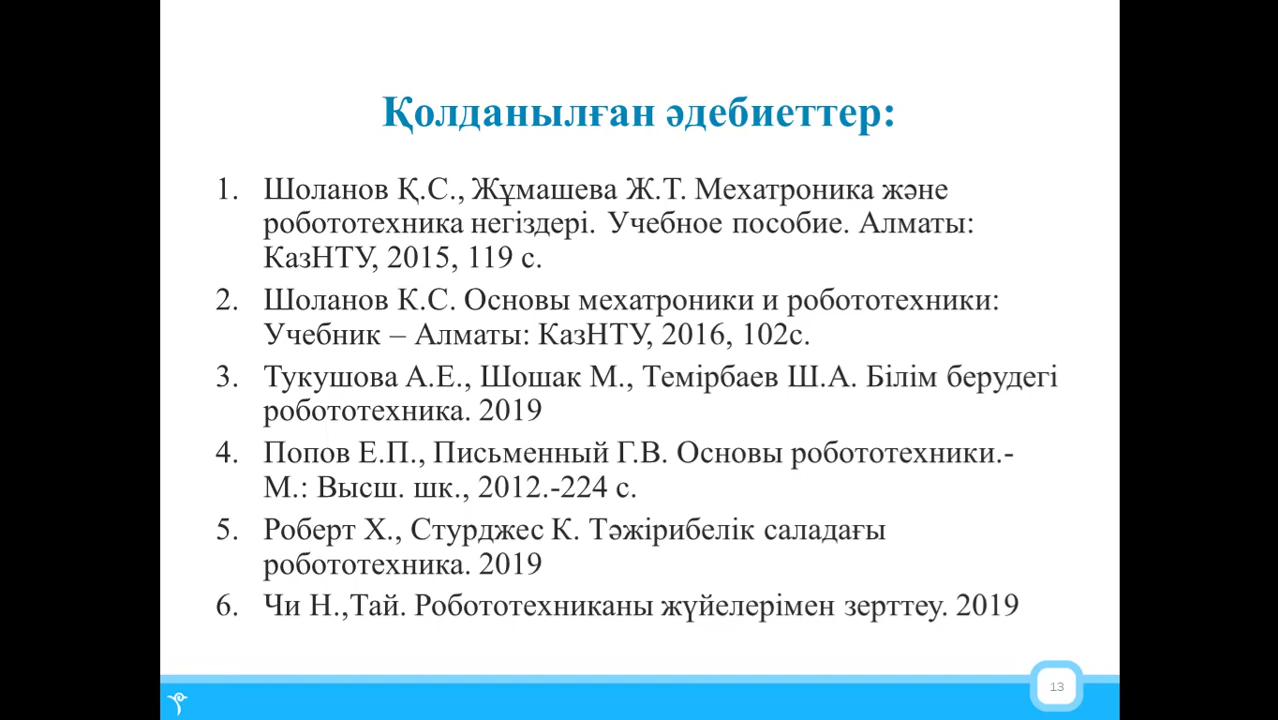 Қолданылған әдебиеттер:
1. Шоланов Қ.С., Жұмашева Ж.Т. Мехатроника және
робототехника негіздері. Учебное пособие. Алматы:
КазНТУ, 2015, 119 с.
2. Шоланов К.С. Основы мехатроники и робототехники:
Учебник – Алматы: КазНТУ, 2016, 102с.
3. Тукушова А.Е., Шошак М., Темірбаев Ш.А. Білім берудегі
робототехника. 2019
4. Попов Е.П., Письменный Г.В. Основы робототехники.-
М.: Высш. шк., 2012.-224 с.
5. Роберт Х., Стурджес К. Тәжірибелік саладағы
робототехника. 2019
6. Чи Н.,Тай. Робототехниканы жүйелерімен зерттеу. 2019
13